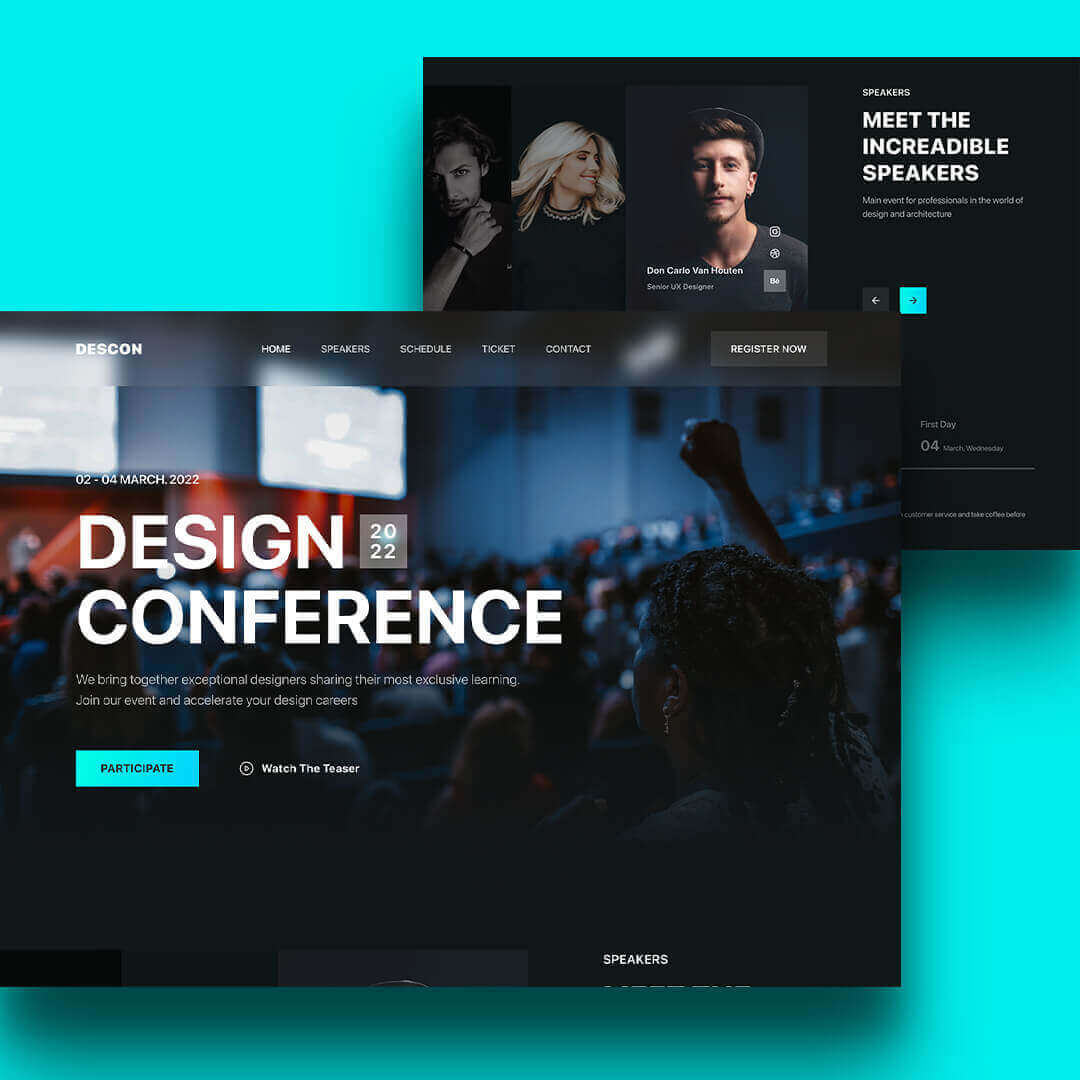 SPEAKERS
MEET THE
INCREADIBLE
SPEAKERS
Main event for professionals in the world of
design and architecture
Don Carlo Van Houten
Senior UX Designer
Bē
First Day
04 March, Wednesday
customer service and take coffee before
DESCON
HOME
SPEAKERS
SCHEDULE
TICKET
CONTACT
REGISTER NOW
02 - 04 MARCH. 2022
DESIGN
20
22
CONFERENCE
We bring together exceptional designers sharing their most exclusive learning.
Join our event and accelerate your design careers
PARTICIPATE
Watch The Teaser
SPEAKERS